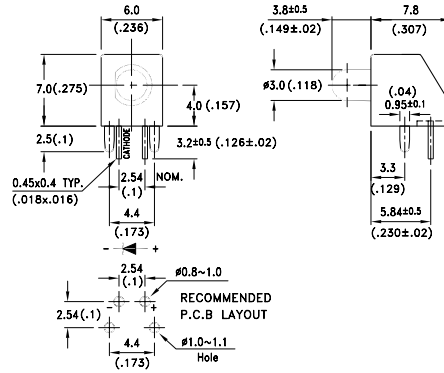 6.0
(.236)
3.8±0.5
(.149±.02)
7.8
(.307)
7.0(.275)
4.0 (.157)
ø3.0 (.118)
(.04)
0.95±0.1
2.5(.1)
CATHODE
3.2±0.5 (.126±.02)
0.45x0.4 TYP.
(.018x.016)
2.54
(.1)
NOM.
3.3
(.129)
4.4
(.173)
5.84±0.5
(.230±.02)
- +
2.54
(.1)
ø0.8~1.0
- +
RECOMMENDED
P.C.B LAYOUT
2.54(.1)
4.4
(.173)
ø1.0~1.1
Hole